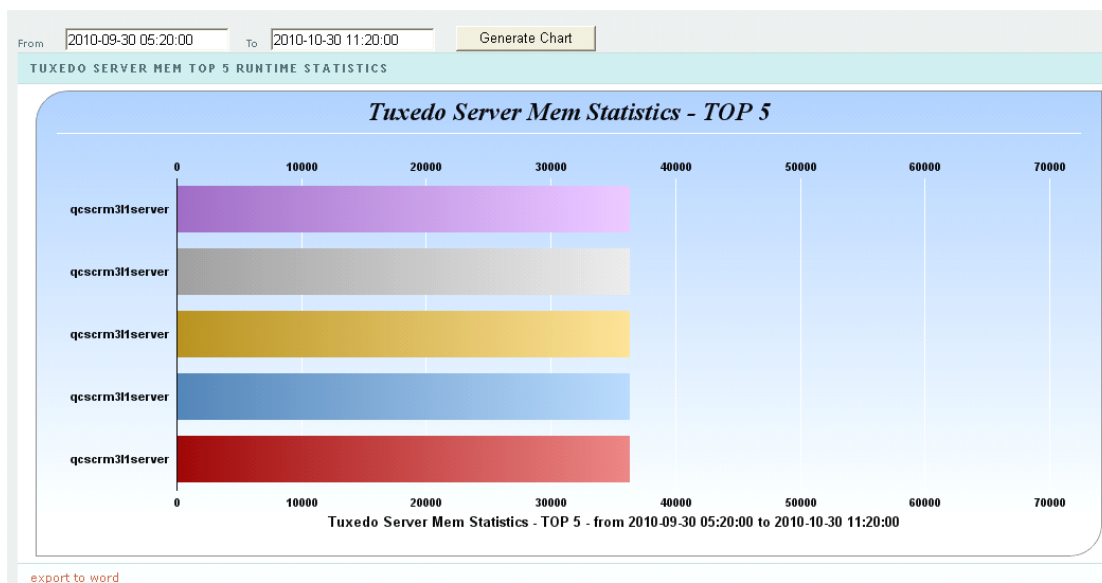 From 2010-09-30 05:20:00 To 2010-10-30 11:20:00 Generate Chart
TUXEDO SERVER MEM TOP 5 RUNTIME STATISTICS
Tuxedo Server Mem Statistics - TOP 5
0 10000 20000 30000 40000 50000 60000 70000
qcscrm3l1server
qcscrm3l1server
qcscrm3l1server
qcscrm3l1server
qcscrm3l1server
0 10000 20000 30000 40000 50000 60000 70000
Tuxedo Server Mem Statistics - TOP 5 - from 2010-09-30 05:20:00 to 2010-10-30 11:20:00
export to word